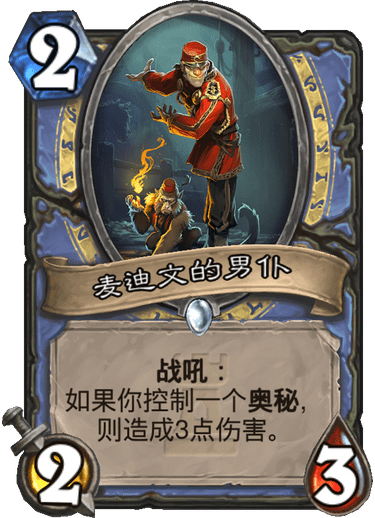 2
麦迪文的男仆
战吼：
如果你控制一个奥秘，
则造成3点伤害。
2
3